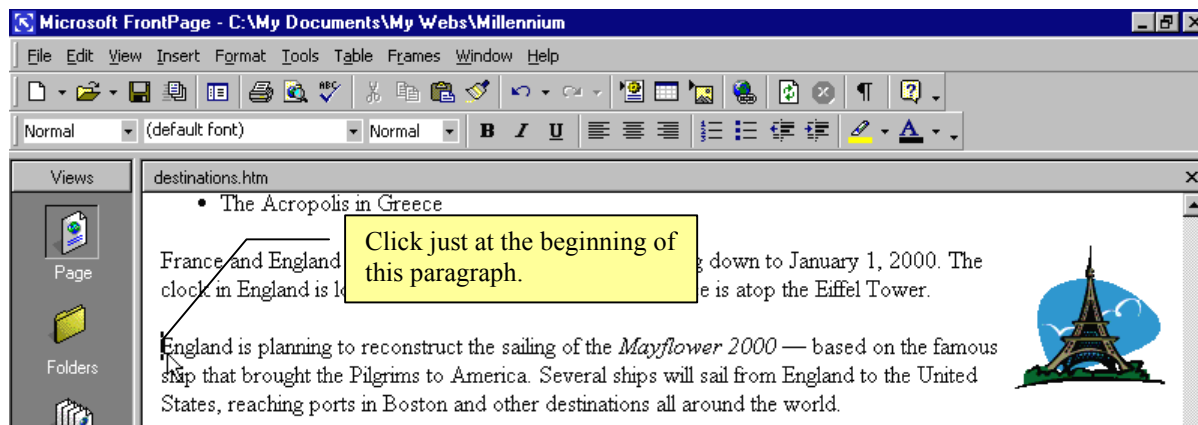 Microsoft FrontPage - C:\My Documents\My Webs\Millennium
File Edit View Insert Format Tools Table Frames Window Help
ABC
Normal (default font) Normal B I U A
Views destinations.htm
• The Acropolis in Greece
Click just at the beginning of
this paragraph.
France and England g down to January 1, 2000. The
clock in England is e is atop the Eiffel Tower.
England is planning to reconstruct the sailing of the Mayflower 2000 — based on the famous
ship that brought the Pilgrims to America. Several ships will sail from England to the United
States, reaching ports in Boston and other destinations all around the world.
Page
Folders